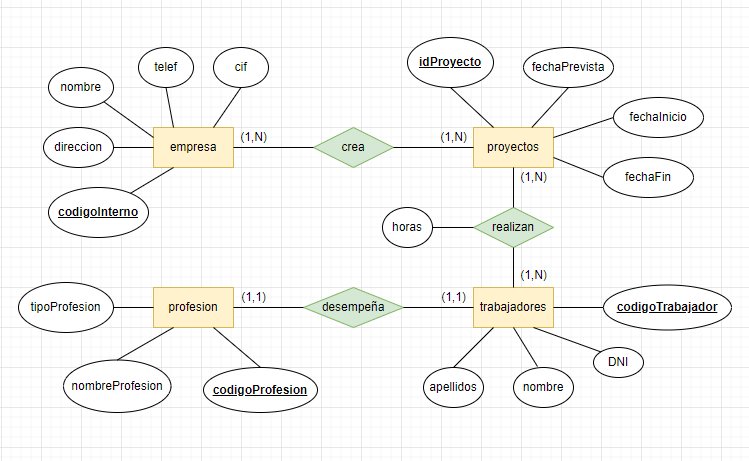 telef
cif
idProyecto
fechaPrevista
nombre
fechaInicio
direccion
empresa
(1,N)
crea
(1,N)
proyectos
(1,N)
fechaFin
codigoInterno
horas
realizan
(1,N)
tipoProfesion
profesion
(1,1)
desempeña
(1,1)
trabajadores
codigoTrabajador
nombreProfesion
codigoProfesion
apellidos
nombre
DNI